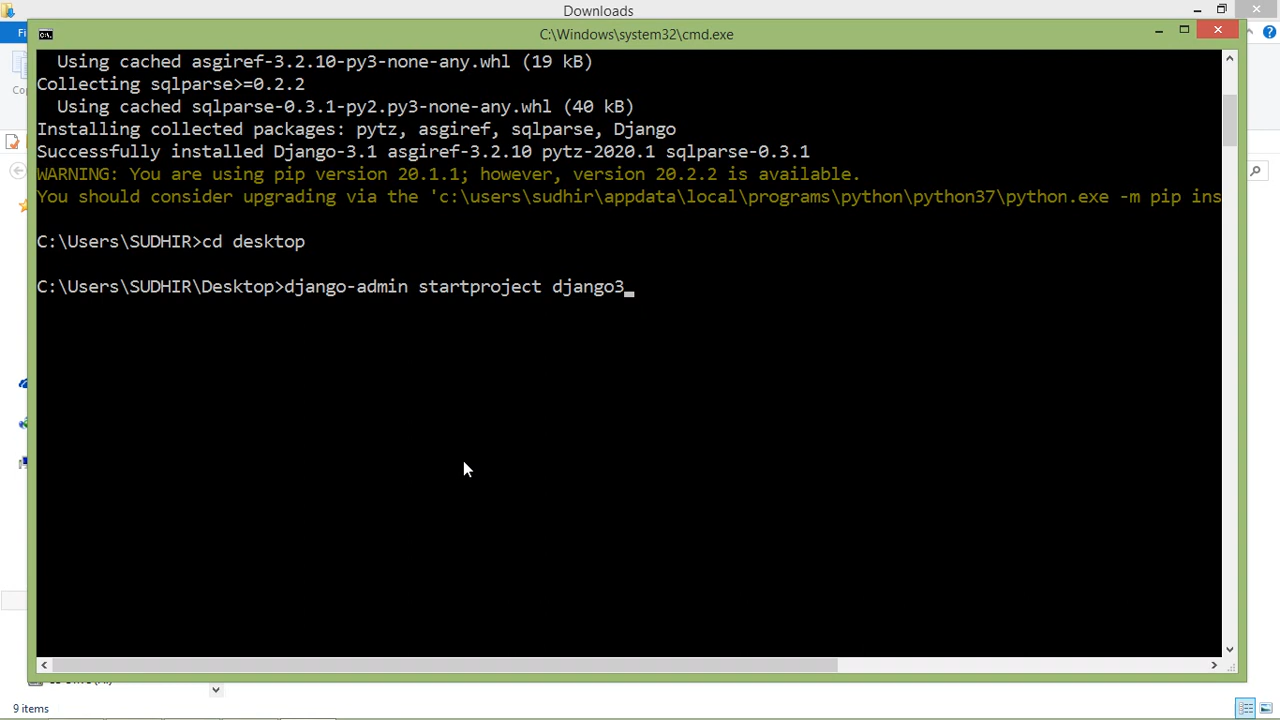 Downloads
Fi
C:\Windows\system32\cmd.exe
Using cached asgiref-3.2.10-py3-none-any.whl (19 kB)
Collecting sqlparse>=0.2.2
Using cached sqlparse-0.3.1-py2.py3-none-any.whl (40 kB)
Installing collected packages: pytz, asgiref, sqlparse, Django
Successfully installed Django-3.1 asgiref-3.2.10 pytz-2020.1 sqlparse-0.3.1
WARNING: You are using pip version 20.1.1; however, version 20.2.2 is available.
You should consider upgrading via the 'c:\users\sudhir\appdata\local\programs\python\python37\python.exe -m pip ins
C:\Users\SUDHIR>cd desktop
C:\Users\SUDHIR\Desktop>django-admin startproject django3_
9 items